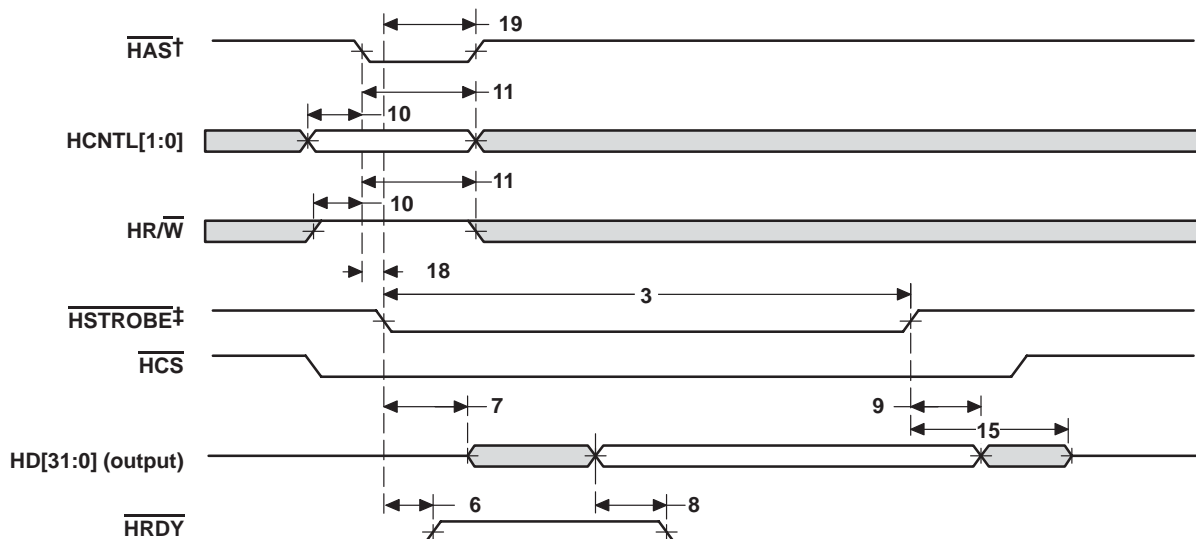 19
HAS†
11
10
HCNTL[1:0]
11
10
HR/W
18
3
HSTROBE‡
HCS
7
9
15
HD[31:0] (output)
6
8
HRDY